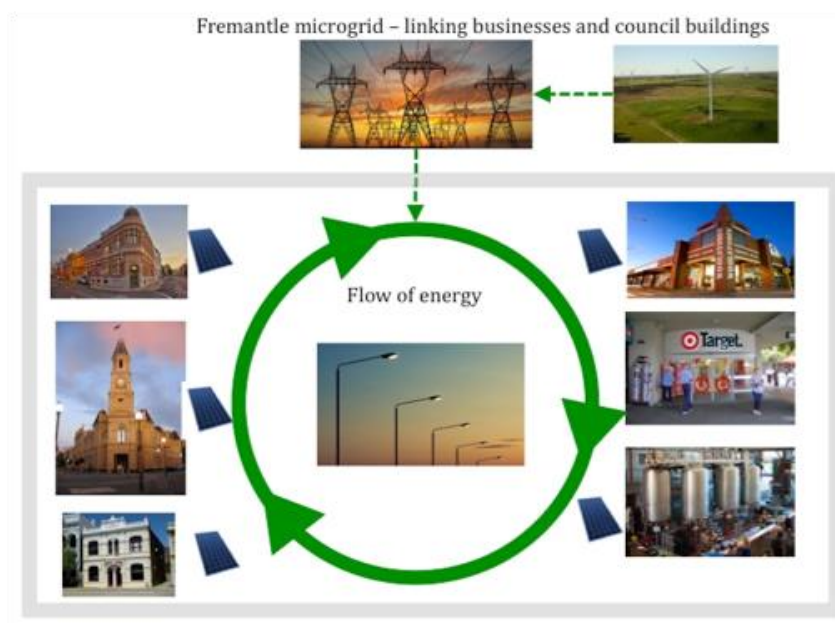 Fremantle microgrid – linking businesses and council buildings
Flow of energy
Target.